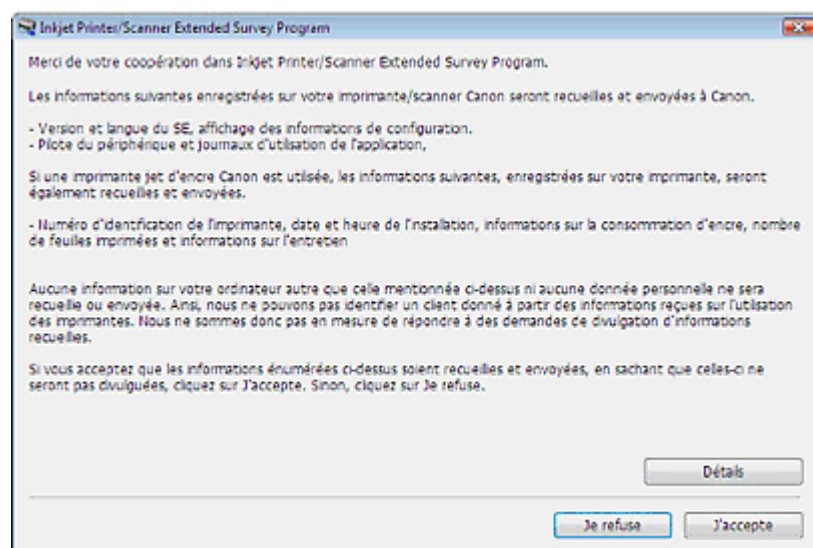 Inkjet Printer/Scanner Extended Survey Program
Merci de votre coopération dans Inkjet Printer/Scanner Extended Survey Program.
Les informations suivantes enregistrées sur votre imprimante/scanner Canon seront recueilies et envoyées à Canon.
- Version et langue du SE, affichage des informations de configuration.
- Pilote du périphérique et journaux d'utilisation de l'application,
Si une imprimante jet d'encre Canon est utilisée, les informations suivantes, enregistrées sur votre imprimante, seront
également recueilies et envoyées.
- Numéro d'identification de l'imprimante, date et heure de l'installation, informations sur la consommation d'encre, nombre
de feuilles imprimées et informations sur l'entretien
Aucune information sur votre ordinateur autre que celle mentionnée ci-dessus ni aucune donnée personnelle ne sera
recueillie ou envoyée. Ainsi, nous ne pouvons pas identifier un client donné à partir des informations reçues sur l'utilisation
des imprimantes. Nous ne sommes donc pas en mesure de répondre à des demandes de divulgation d'informations
recueilies.
Si vous acceptez que les informations énumérées ci-dessus soient recueilies et envoyées, en sachant que celles-ci ne
seront pas divulguées, cliquez sur J'accepte. Sinon, cliquez sur Je refuse.
Détails
Je refuse
J'accepte